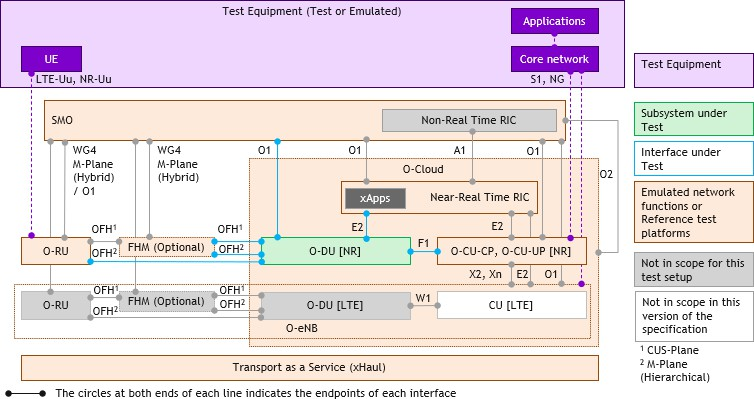 Test Equipment (Test or Emulated)
Applications
UE
Core network
LTE-Uu, NR-Uu
S1, NG
Test Equipment
SMO
Non-Real Time RIC
Subsystem under
Test
WG4
M-Plane
(Hybrid)
/ O1
WG4
M-Plane
(Hybrid)
O1
O1
A1
O1
O2
Interface under
Test
O-Cloud
xApps
Near-Real Time RIC
Emulated network
functions or
Reference test
platforms
E2
E2
O-RU
OFH¹
OFH²
FHM (Optional)
OFH¹
OFH²
O-DU [NR]
F1
O-CU-CP, O-CU-UP [NR]
Not in scope for this
test setup
X2, Xn
E2
O1
O-RU
OFH¹
OFH²
FHM (Optional)
OFH¹
OFH²
O-DU [LTE]
W1
CU [LTE]
O-eNB
Not in scope in this
version of the
specification
¹ CUS-Plane
² M-Plane
(Hierarchical)
Transport as a Service (xHaul)
The circles at both ends of each line indicates the endpoints of each interface